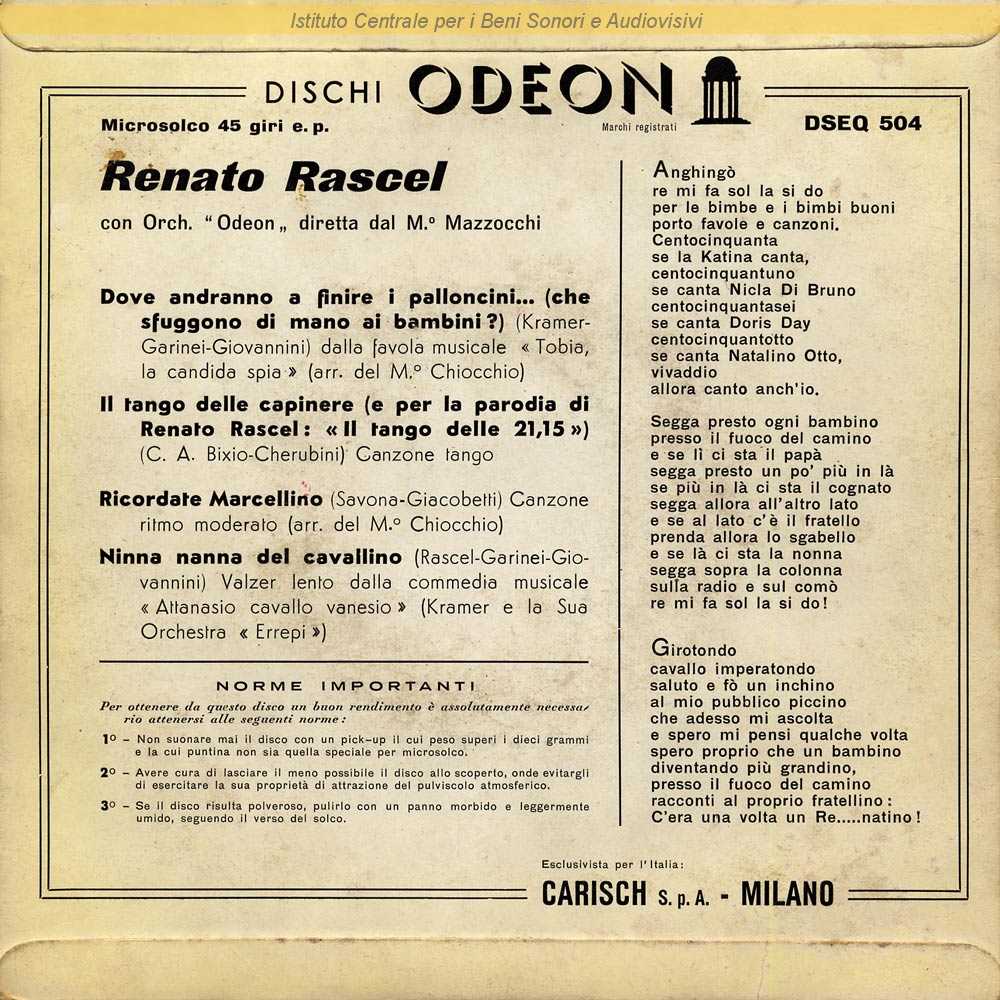 Istituto Centrale per i Beni Sonori e Audiovisivi
DISCHI ODEON
Marchi registrati
Microsolco 45 giri e. p.
DSEQ 504
Renato Rascel
con Orch. “Odeon„ diretta dal M.º Mazzocchi
Dove andranno a finire i palloncini... (che
sfuggono di mano ai bambini?) (Kramer-
Garinei-Giovannini) dalla favola musicale « Tobia,
la candida spia » (arr. del M.º Chiocchio)
Il tango delle capinere (e per la parodia di
Renato Rascel: « Il tango delle 21,15 »)
(C. A. Bixio-Cherubini) Canzone tango
Ricordate Marcellino (Savona-Giacobetti) Canzone
ritmo moderato (arr. del M.º Chiocchio)
Ninna nanna del cavallino (Rascel-Garinei-Gio-
vannini) Valzer lento dalla commedia musicale
« Attanasio cavallo vanesio » (Kramer e la Sua
Orchestra « Errepi »)
NORME IMPORTANTI
Per ottenere da questo disco un buon rendimento è assolutamente necessa-
rio attenersi alle seguenti norme:
1º – Non suonare mai il disco con un pick-up il cui peso superi i dieci grammi
e la cui puntina non sia quella speciale per microsolco.
2º – Avere cura di lasciare il meno possibile il disco allo scoperto, onde evitargli
di esercitare la sua proprietà di attrazione del pulviscolo atmosferico.
3º – Se il disco risulta polveroso, pulirlo con un panno morbido e leggermente
umido, seguendo il verso del solco.
Anghingò
re mi fa sol la si do
per le bimbe e i bimbi buoni
porto favole e canzoni.
Centocinquanta
se la Katina canta,
centocinquantuno
se canta Nicla Di Bruno
centocinquantasei
se canta Doris Day
centocinquantotto
se canta Natalino Otto,
vivaddio
allora canto anch'io.
Segga presto ogni bambino
presso il fuoco del camino
e se lì ci sta il papà
segga presto un po' più in là
se più in là ci sta il cognato
segga allora all'altro lato
e se al lato c'è il fratello
prenda allora lo sgabello
e se là ci sta la nonna
segga sopra la colonna
sulla radio e sul comò
re mi fa sol la si do!
Girotondo
cavallo imperatondo
saluto e fò un inchino
al mio pubblico piccino
che adesso mi ascolta
e spero mi pensi qualche volta
spero proprio che un bambino
diventando più grandino,
presso il fuoco del camino
racconti al proprio fratellino:
C'era una volta un Re.....natino!
Esclusivista per l'Italia:
CARISCH S. p. A. - MILANO